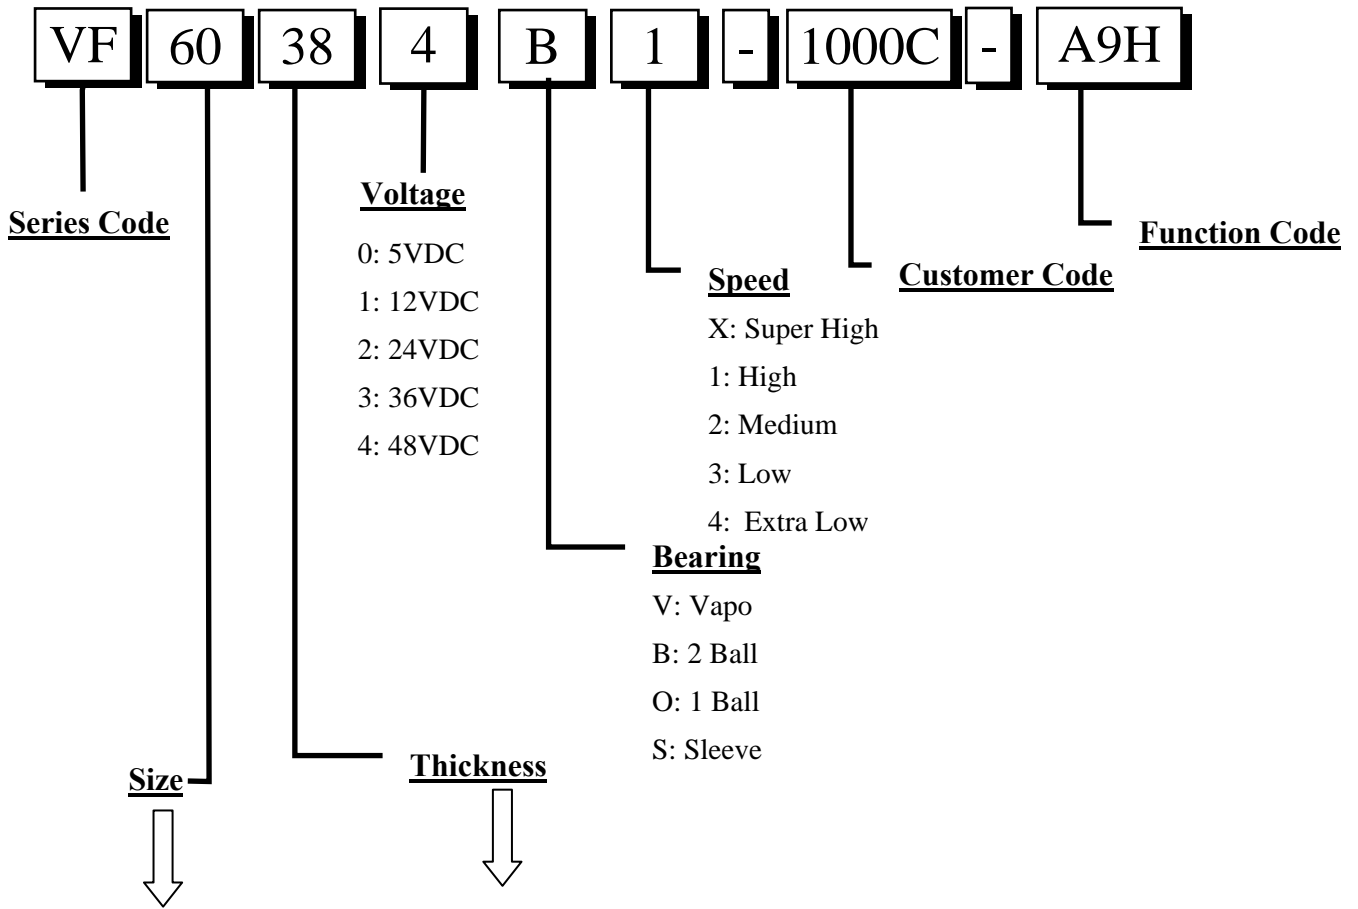 VF 60 38 4 B 1 - 1000C - A9H
Series Code
Voltage
0: 5VDC
1: 12VDC
2: 24VDC
3: 36VDC
4: 48VDC
Function Code
Customer Code
Speed
X: Super High
1: High
2: Medium
3: Low
4: Extra Low
Bearing
V: Vapo
B: 2 Ball
O: 1 Ball
S: Sleeve
Thickness
Size